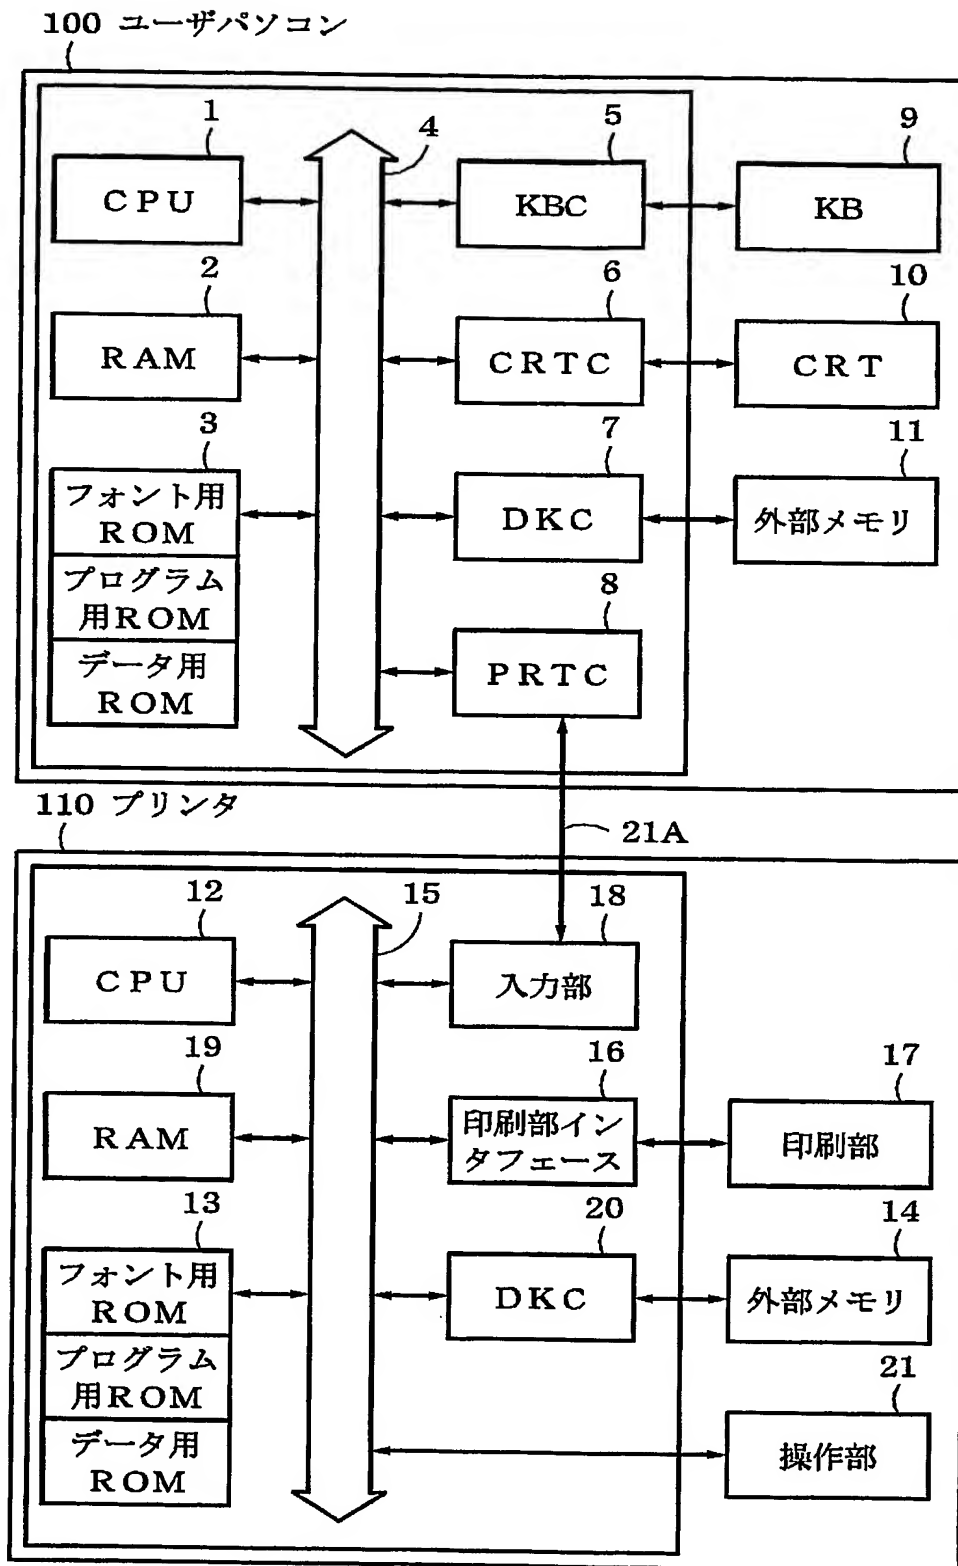 100 ユーザパソコン
1
4
5
9
CPU
KBC
KB
2
6
10
RAM
CRTC
CRT
3
7
11
フォント用
ROM
DKC
外部メモリ
プログラム
用ROM
8
データ用
ROM
PRTC
110 プリンタ
21A
12
15
18
CPU
入力部
19
16
17
RAM
印刷部イン
タフェース
印刷部
13
20
14
フォント用
ROM
DKC
外部メモリ
プログラム
用ROM
21
データ用
ROM
操作部